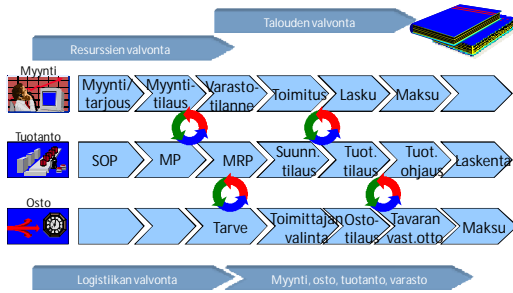 Talouden valvonta
Resurssien valvonta
Myynti
Myynti/
tarjous
Myynti-
tilaus
Varasto-
tilanne
Toimitus
Lasku
Maksu
Tuotanto
SOP
MP
MRP
Suunn.
tilaus
Tuot.
tilaus
Tuot.
ohjaus
Laskenta
Osto
Tarve
Toimittajan
valinta
Osto-
tilaus
Tavaran
vast.otto
Maksu
Logistiikan valvonta
Myynti, osto, tuotanto, varasto